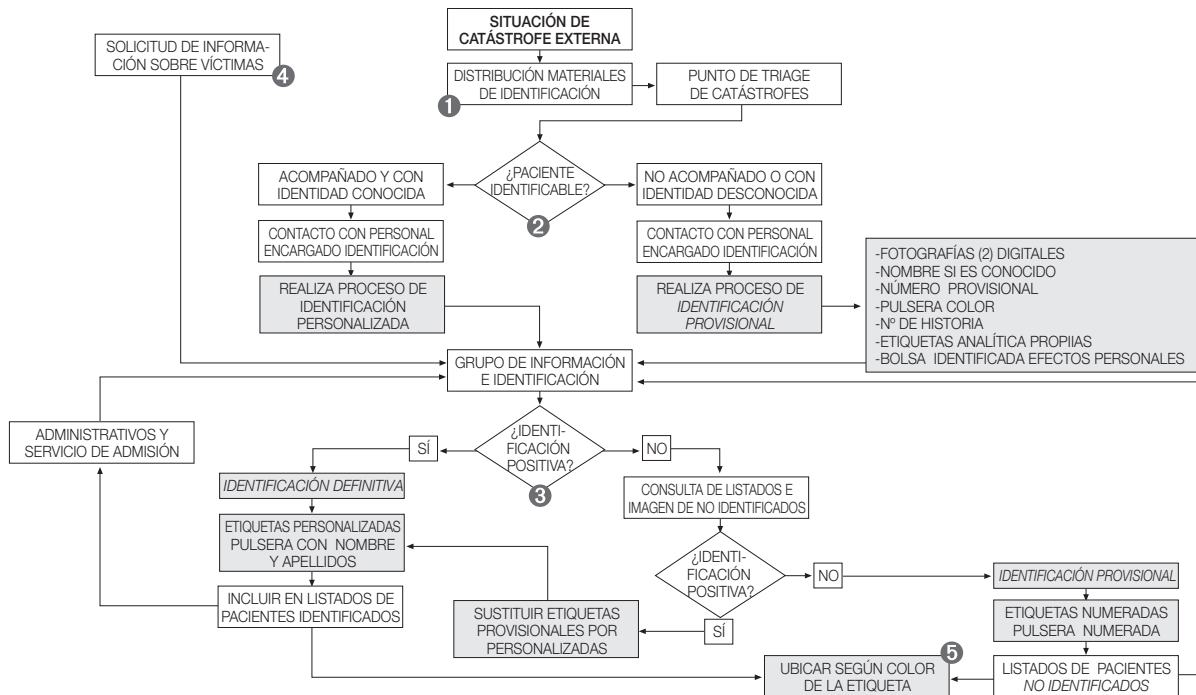 SITUACIÓN DE
CATÁSTROFE EXTERNA
SOLICITUD DE INFORMA-
CIÓN SOBRE VÍCTIMAS
4
DISTRIBUCIÓN MATERIALES
DE IDENTIFICACIÓN
1
PUNTO DE TRIAGE
DE CATÁSTROFES
¿PACIENTE
IDENTIFICABLE?
2
ACOMPAÑADO Y CON
IDENTIDAD CONOCIDA
NO ACOMPAÑADO O CON
IDENTIDAD DESCONOCIDA
CONTACTO CON PERSONAL
ENCARGADO IDENTIFICACIÓN
CONTACTO CON PERSONAL
ENCARGADO IDENTIFICACIÓN
REALIZA PROCESO DE
IDENTIFICACIÓN
PERSONALIZADA
REALIZA PROCESO DE
IDENTIFICACIÓN
PROVISIONAL
-FOTOGRAFÍAS (2) DIGITALES
-NOMBRE SI ES CONOCIDO
-NÚMERO PROVISIONAL
-PULSERA COLOR
-Nº DE HISTORIA
-ETIQUETAS ANALÍTICA PROPIIAS
-BOLSA IDENTIFICADA EFECTOS PERSONALES
GRUPO DE INFORMACIÓN
E IDENTIFICACIÓN
ADMINISTRATIVOS Y
SERVICIO DE ADMISIÓN
SÍ
¿IDENTI-
FICACIÓN
POSITIVA?
3
NO
IDENTIFICACIÓN DEFINITIVA
CONSULTA DE LISTADOS E
IMAGEN DE NO IDENTIFICADOS
ETIQUETAS PERSONALIZADAS
PULSERA CON NOMBRE
Y APELLIDOS
¿IDENTI-
FICACIÓN
POSITIVA?
NO
IDENTIFICACIÓN PROVISIONAL
INCLUIR EN LISTADOS DE
PACIENTES IDENTIFICADOS
SUSTITUIR ETIQUETAS
PROVISIONALES POR
PERSONALIZADAS
SÍ
ETIQUETAS NUMERADAS
PULSERA NUMERADA
UBICAR SEGÚN COLOR
DE LA ETIQUETA
5
LISTADOS DE PACIENTES
NO IDENTIFICADOS